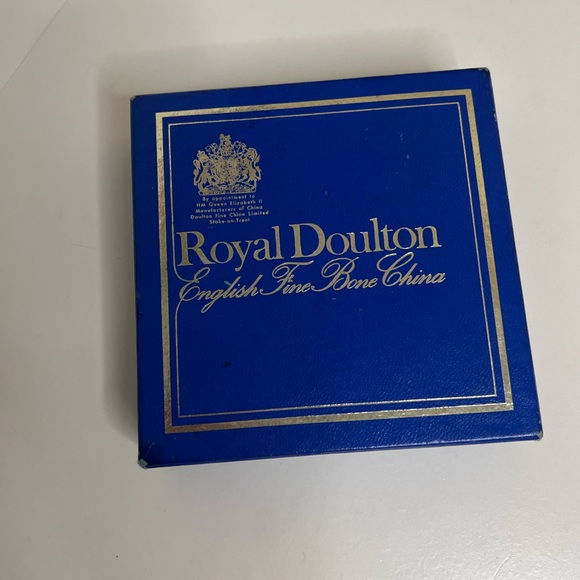 By appointment to
HM Queen Elizabeth II
Manufacturers of China
Doulton Fine China Limited
Stoke-on-Trent
Royal Doulton
English Fine Bone China